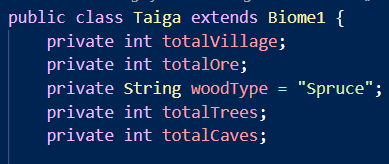 public class Taiga extends Biome1 {
    private int totalVillage;
    private int totalOre;
    private String woodType = "Spruce";
    private int totalTrees;
    private int totalCaves;